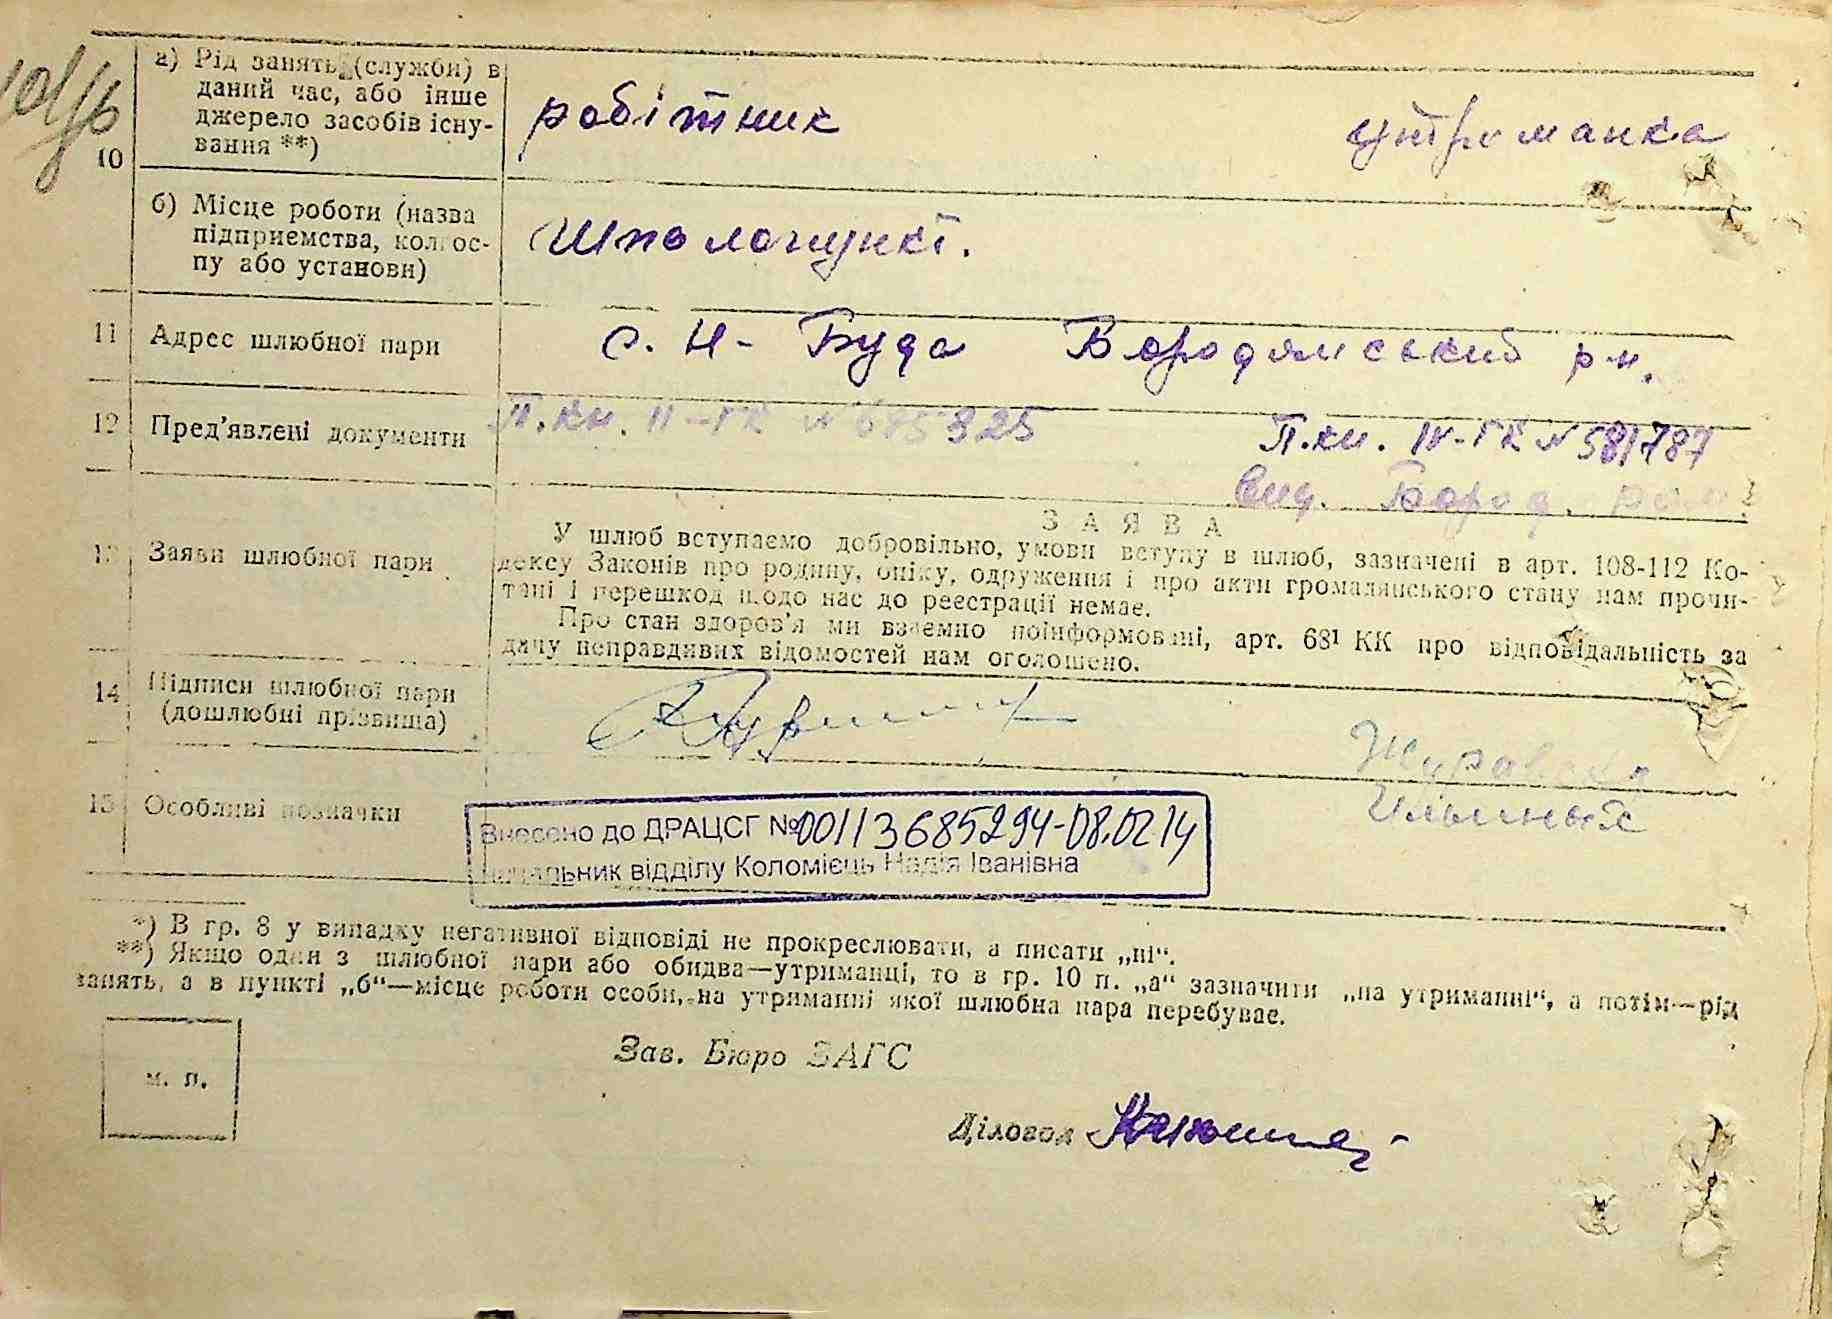 10
а) Рід занять (служби) в
даний час, або інше
джерело засобів існу-
вання **)
робітник
утриманка
б) Місце роботи (назва
підприємства, колгос-
пу або установи)
Шпалопункт.
11 Адрес шлюбної пари
с. Н- Буда Бородямський р-н.
12 Пред'явлені документи
П.кн. II-ГК № 685325
П.кн. IV-ГК № 581787
Вид. Бород.
13 Заяви шлюбної пари
ЗАЯВА
У шлюб вступаємо добровільно, умови вступу в шлюб, зазначені в арт. 108-112 Ко-
дексу Законів про родину, опіку, одруження і про акти громадянського стану нам прочи-
тані і перешкод щодо нас до реєстрації немає.
Про стан здоров'я ми взаємно поінформовані, арт. 68¹ КК про відповідальність за
дачу неправдивих відомостей нам оголошено.
14 Підписи шлюбної пари
(дошлюбні прізвища)
15 Особливі позначки
Внесено до ДРАЦСГ №00113685294-08.02 14
Начальник відділу Коломієць Надія Іванівна
*) В гр. 8 у випадку негативної відповіді не прокреслювати, а писати „ні“.
**) Якщо один з шлюбної пари або обидва—утриманці, то в гр. 10 п. „а“ зазначити „на утриманні“, а потім—рід
занять, а в пункті „б“—місце роботи особи, на утриманні якої шлюбна пара перебуває.
м. п.
Зав. Бюро ЗАГС
Діловод